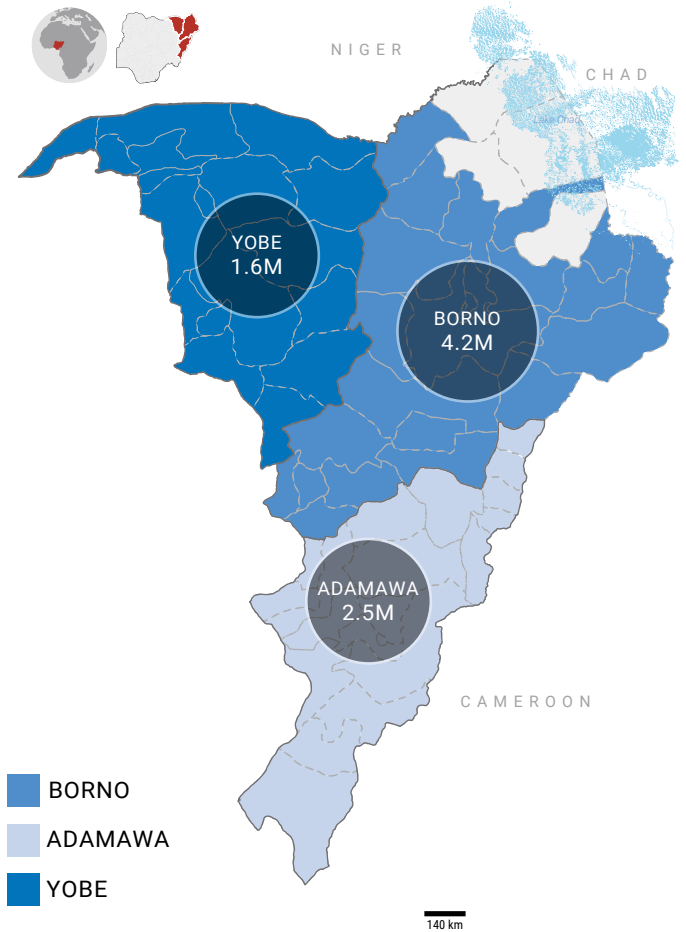 NIGER
CHAD
Lake Chad
YOBE
1.6M
BORNO
4.2M
ADAMAWA
2.5M
CAMEROON
BORNO
ADAMAWA
YOBE
140 km